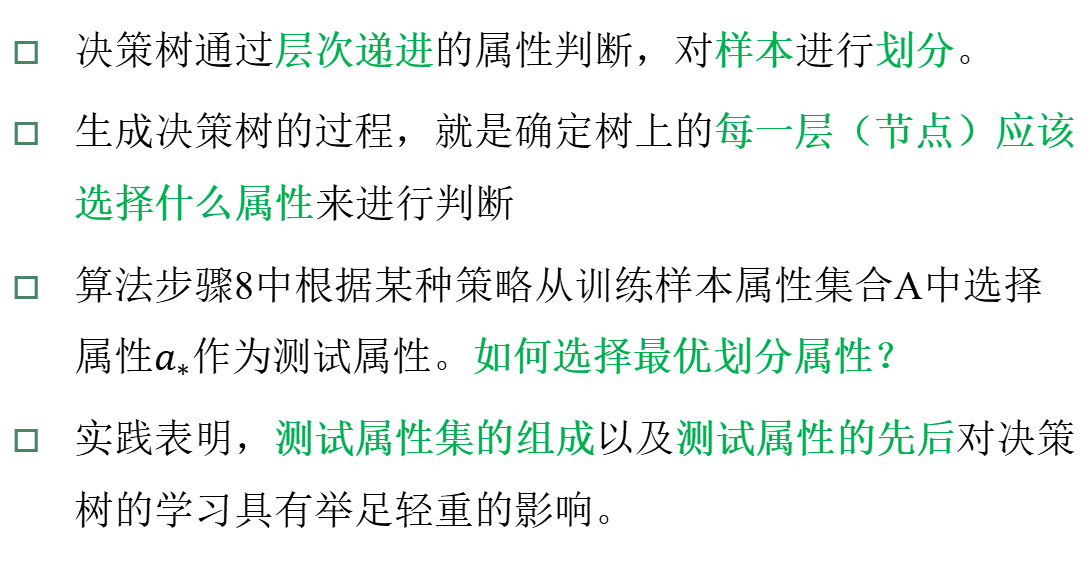 决策树通过层次递进的属性判断，对样本进行划分。
生成决策树的过程，就是确定树上的每一层（节点）应该
选择什么属性来进行判断
算法步骤8中根据某种策略从训练样本属性集合A中选择
属性a*作为测试属性。如何选择最优划分属性？
实践表明，测试属性集的组成以及测试属性的先后对决策
树的学习具有举足轻重的影响。